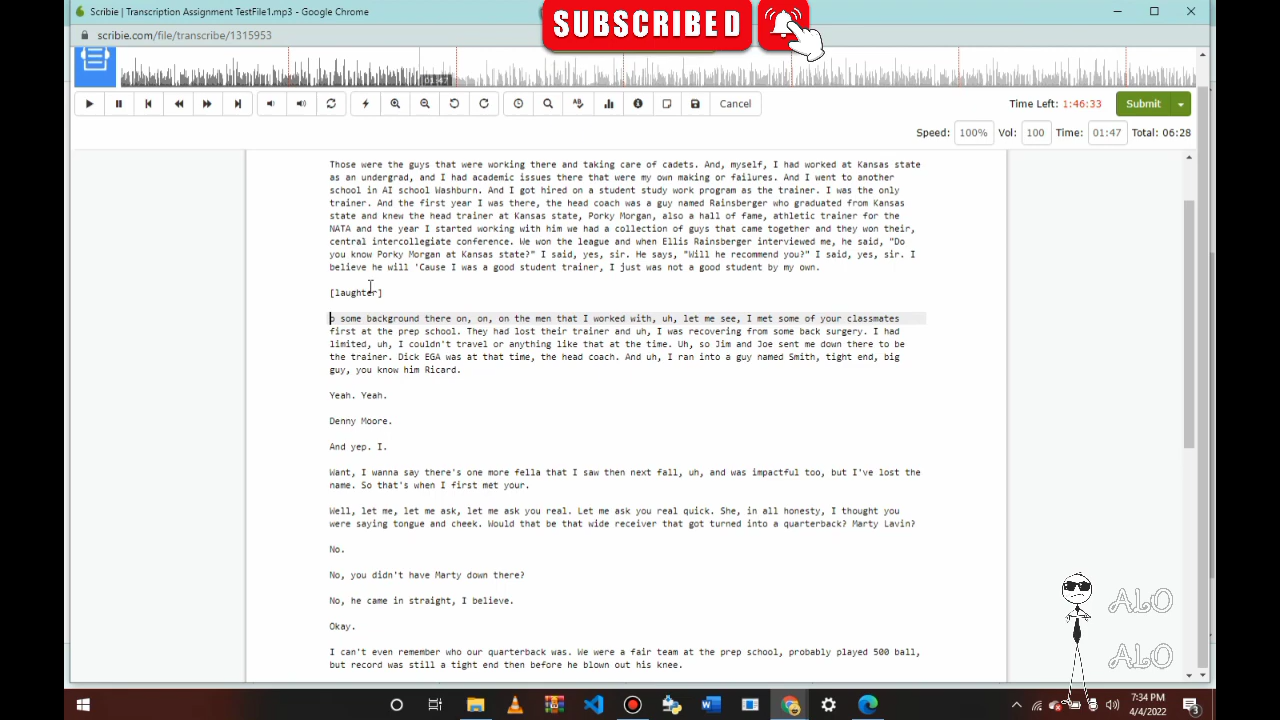 Scribie | Transcription Assignment TestFile1.mp3 - Google Chrome
SUBSCRIBED
scribie.com/file/transcribe/1315953
01:47
Cancel
Time Left: 1:46:33
Submit
Speed: 100% Vol: 100 Time: 01:47 Total: 06:28
Those were the guys that were working there and taking care of cadets. And, myself, I had worked at Kansas state
as an undergrad, and I had academic issues there that were my own making or failures. And I went to another
school in AI school Washburn. And I got hired on a student study work program as the trainer. I was the only
trainer. And the first year I was there, the head coach was a guy named Rainsberger who graduated from Kansas
state and knew the head trainer at Kansas state, Porky Morgan, also a hall of fame, athletic trainer for the
NATA and the year I started working with him we had a collection of guys that came together and they won their,
central intercollegiate conference. We won the league and when Ellis Rainsberger interviewed me, he said, "Do
you know Porky Morgan at Kansas state?" I said, yes, sir. He says, "Will he recommend you?" I said, yes, sir. I
believe he will 'Cause I was a good student trainer, I just was not a good student by my own.
[laughter]
o some background there on, on, on the men that I worked with, uh, let me see, I met some of your classmates
first at the prep school. They had lost their trainer and uh, I was recovering from some back surgery. I had
limited, uh, I couldn't travel or anything like that at the time. Uh, so Jim and Joe sent me down there to be
the trainer. Dick EGA was at that time, the head coach. And uh, I ran into a guy named Smith, tight end, big
guy, you know him Ricard.
Yeah. Yeah.
Denny Moore.
And yep. I.
Want, I wanna say there's one more fella that I saw then next fall, uh, and was impactful too, but I've lost the
name. So that's when I first met your.
Well, let me, let me ask, let me ask you real. Let me ask you real quick. She, in all honesty, I thought you
were saying tongue and cheek. Would that be that wide receiver that got turned into a quarterback? Marty Lavin?
No.
No, you didn't have Marty down there?
No, he came in straight, I believe.
Okay.
I can't even remember who our quarterback was. We were a fair team at the prep school, probably played 500 ball,
but record was still a tight end then before he blown out his knee.
ALO
ALO
7:34 PM
4/4/2022
3